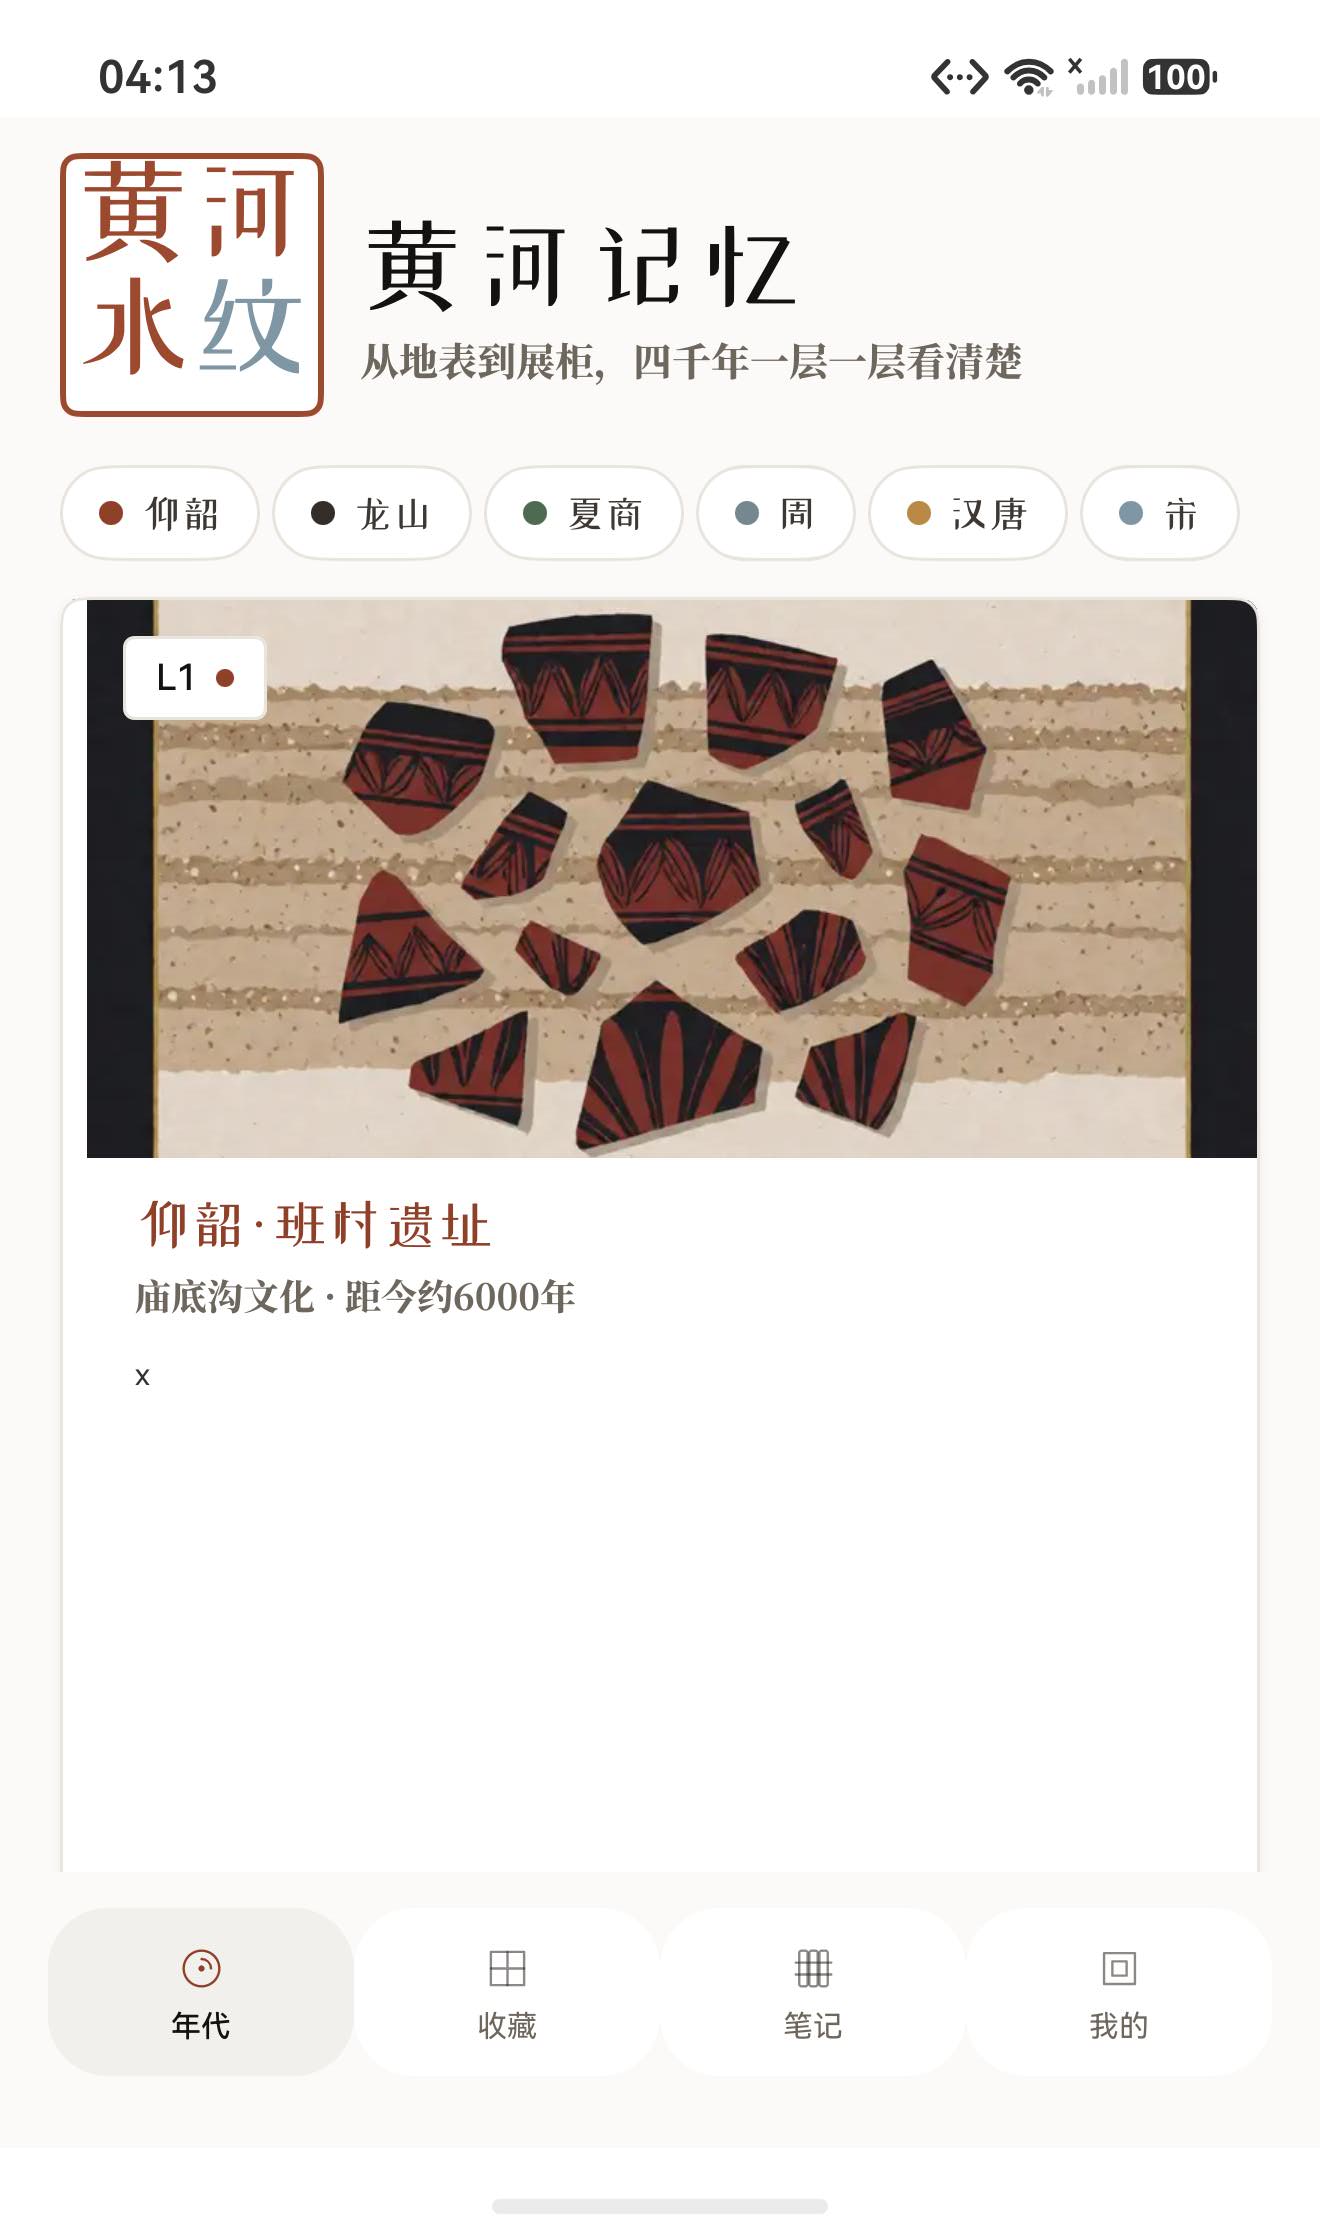 04:13
100
黄河
水纹
黄河记忆
从地表到展柜，四千年一层一层看清楚
仰韶 龙山 夏商 周 汉唐
L1
仰韶·班村遗址
庙底沟文化 · 距今约6000年
x
年代 收藏 笔记 我的